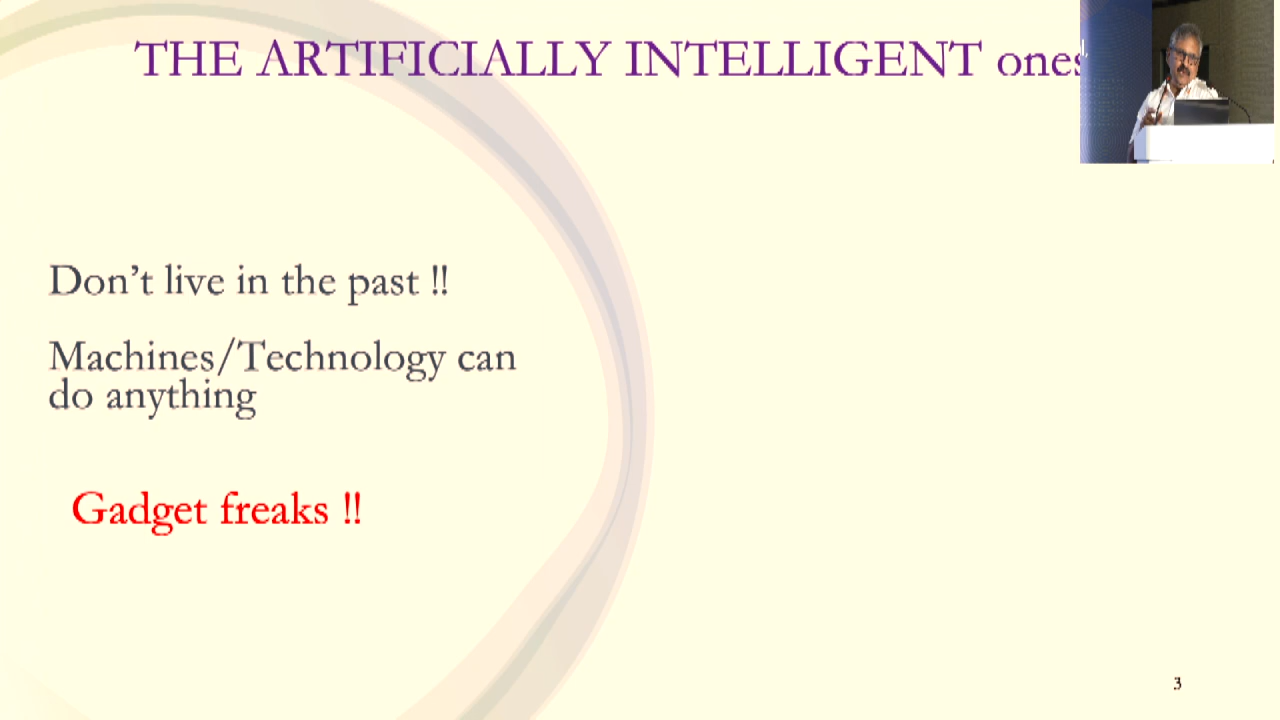 THE ARTIFICIALLY INTELLIGENT ones
Don't live in the past !!
Machines/Technology can
do anything
Gadget freaks !!
3